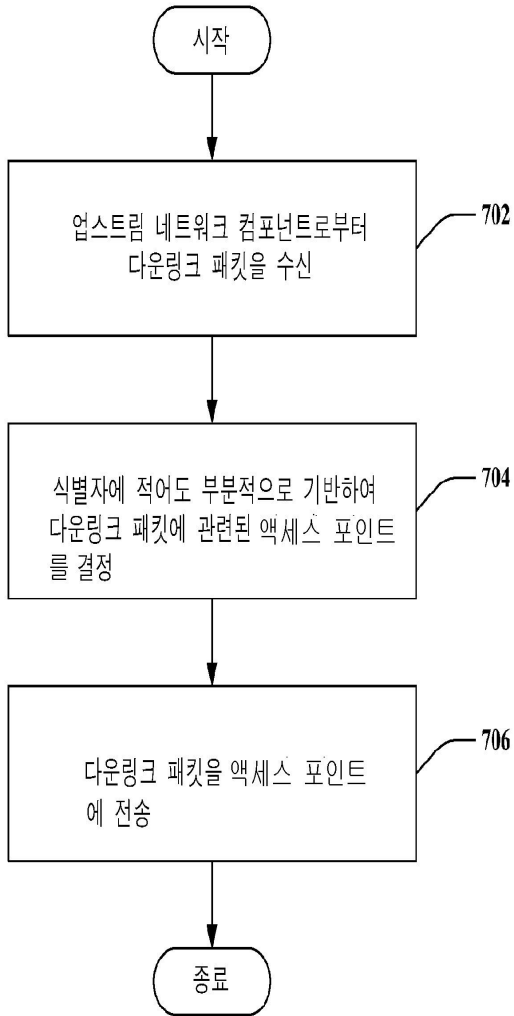 시작
업스트림 네트워크 컴포넌트로부터
다운링크 패킷을 수신
702
식별자에 적어도 부분적으로 기반하여
다운링크 패킷에 관련된 액세스 포인트
를 결정
704
다운링크 패킷을 액세스 포인트
에 전송
706
종료